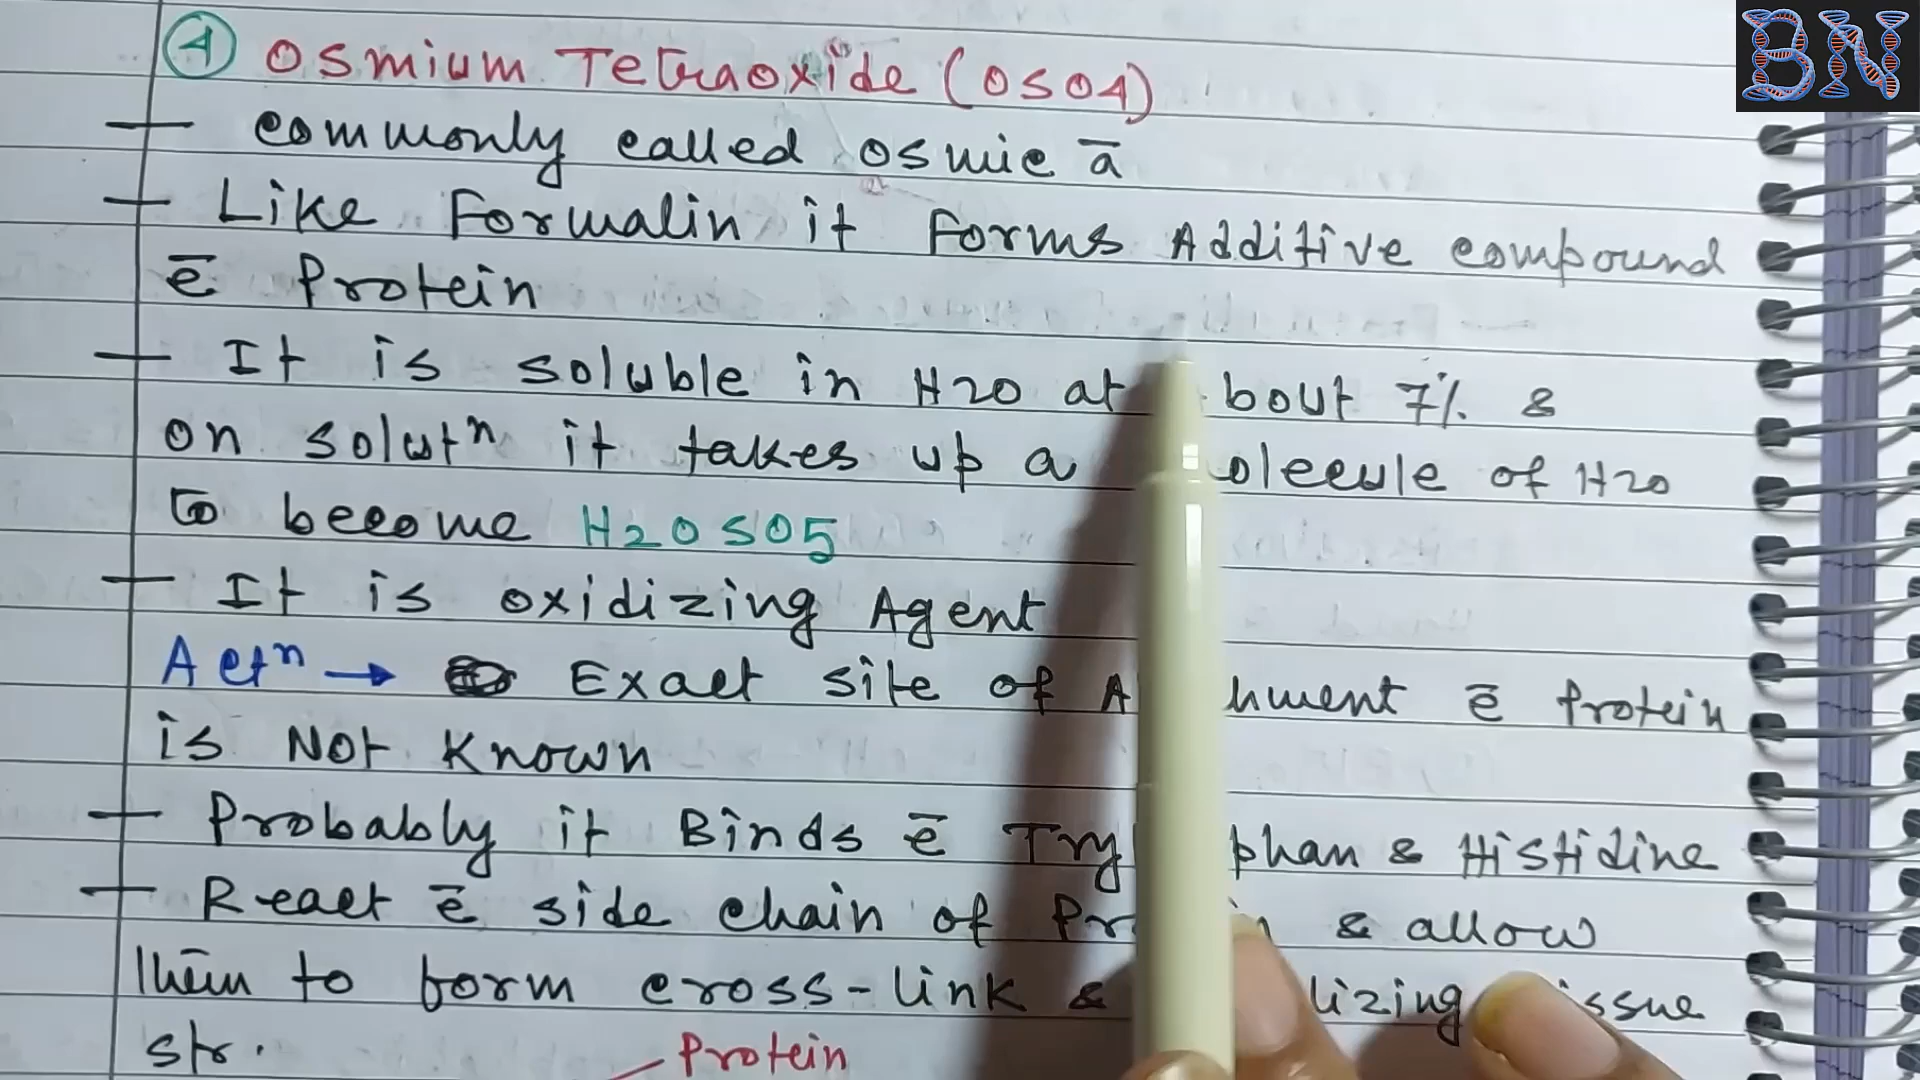 4 Osmium Tetraoxide (OSO4)
— commonly called osmic ā
— Like Formalin it Forms Additive compound
ē Protein
— It is soluble in H2O at bout 7% &
on solutⁿ it takes up a olecule of H2O
to become H2OSO5
— It is oxidizing Agent
Actⁿ → Exact site of A hment ē Protein
is Not Known
— Probably it Binds ē Try phan & Histidine
— React ē side chain of Pr n & allow
them to form cross-link & lizing issue
str.
Protein
BN